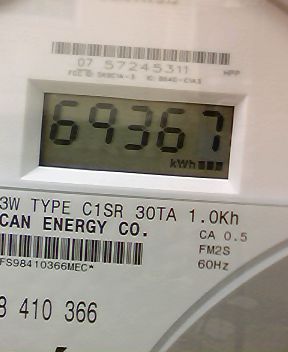 07 57245311
69367
kWh
3W TYPE C1SR 30TA 1.0Kh
CAN ENERGY CO.
CA 0.5
FM2S
60Hz
FS98410366MEC*
8 410 366